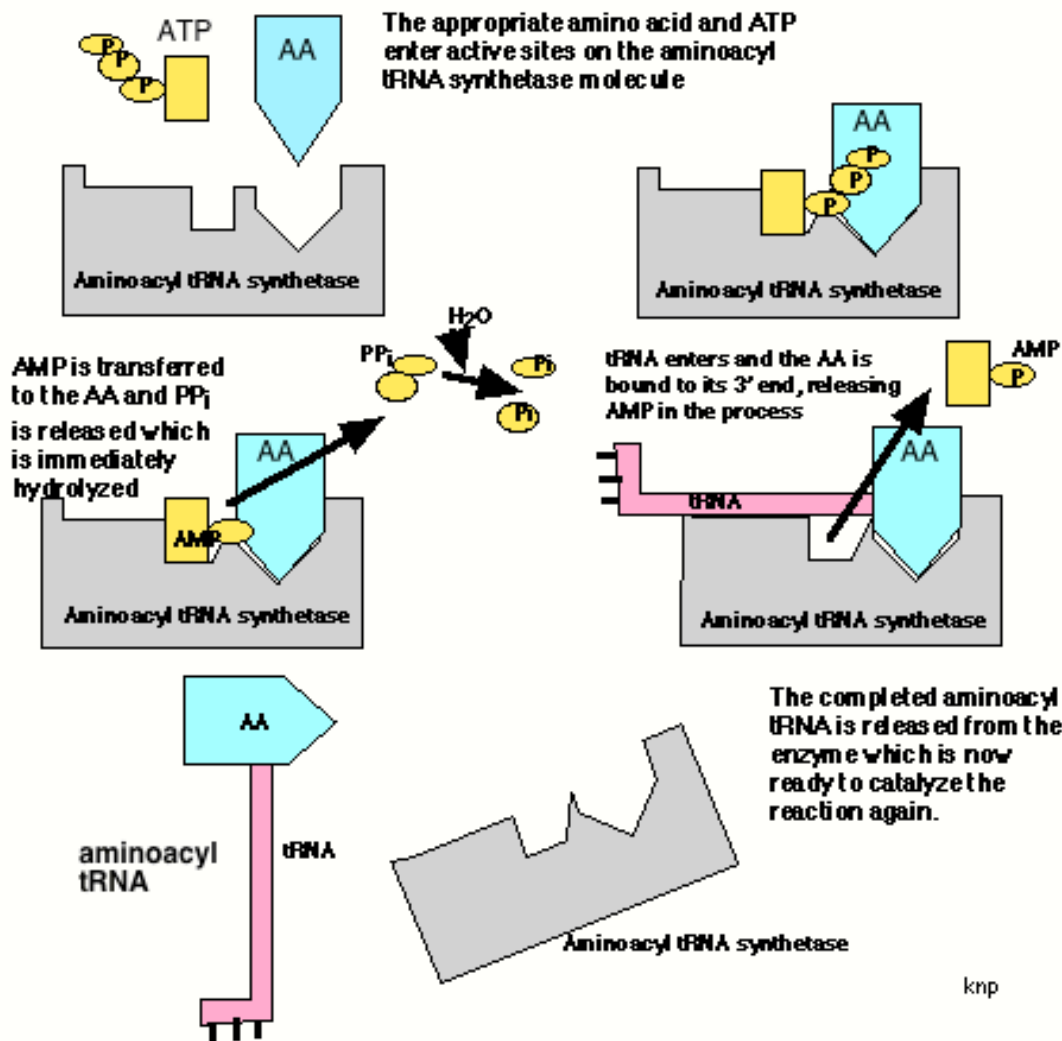 ATP
P
P
P
AA
The appropriate amino acid and ATP
enter active sites on the aminoacyl
tRNA synthetase molecule
Aminoacyl tRNA synthetase
AA
P
P
P
Aminoacyl tRNA synthetase
AMP is transferred
to the AA and PPi
is released which
is immediately
hydrolyzed
PPi
H2O
Pi
Pi
AA
AMP
Aminoacyl tRNA synthetase
tRNA enters and the AA is
bound to its 3' end, releasing
AMP in the process
AMP
P
AA
tRNA
Aminoacyl tRNA synthetase
AA
tRNA
aminoacyl
tRNA
The completed aminoacyl
tRNA is released from the
enzyme which is now
ready to catalyze the
reaction again.
Aminoacyl tRNA synthetase
knp